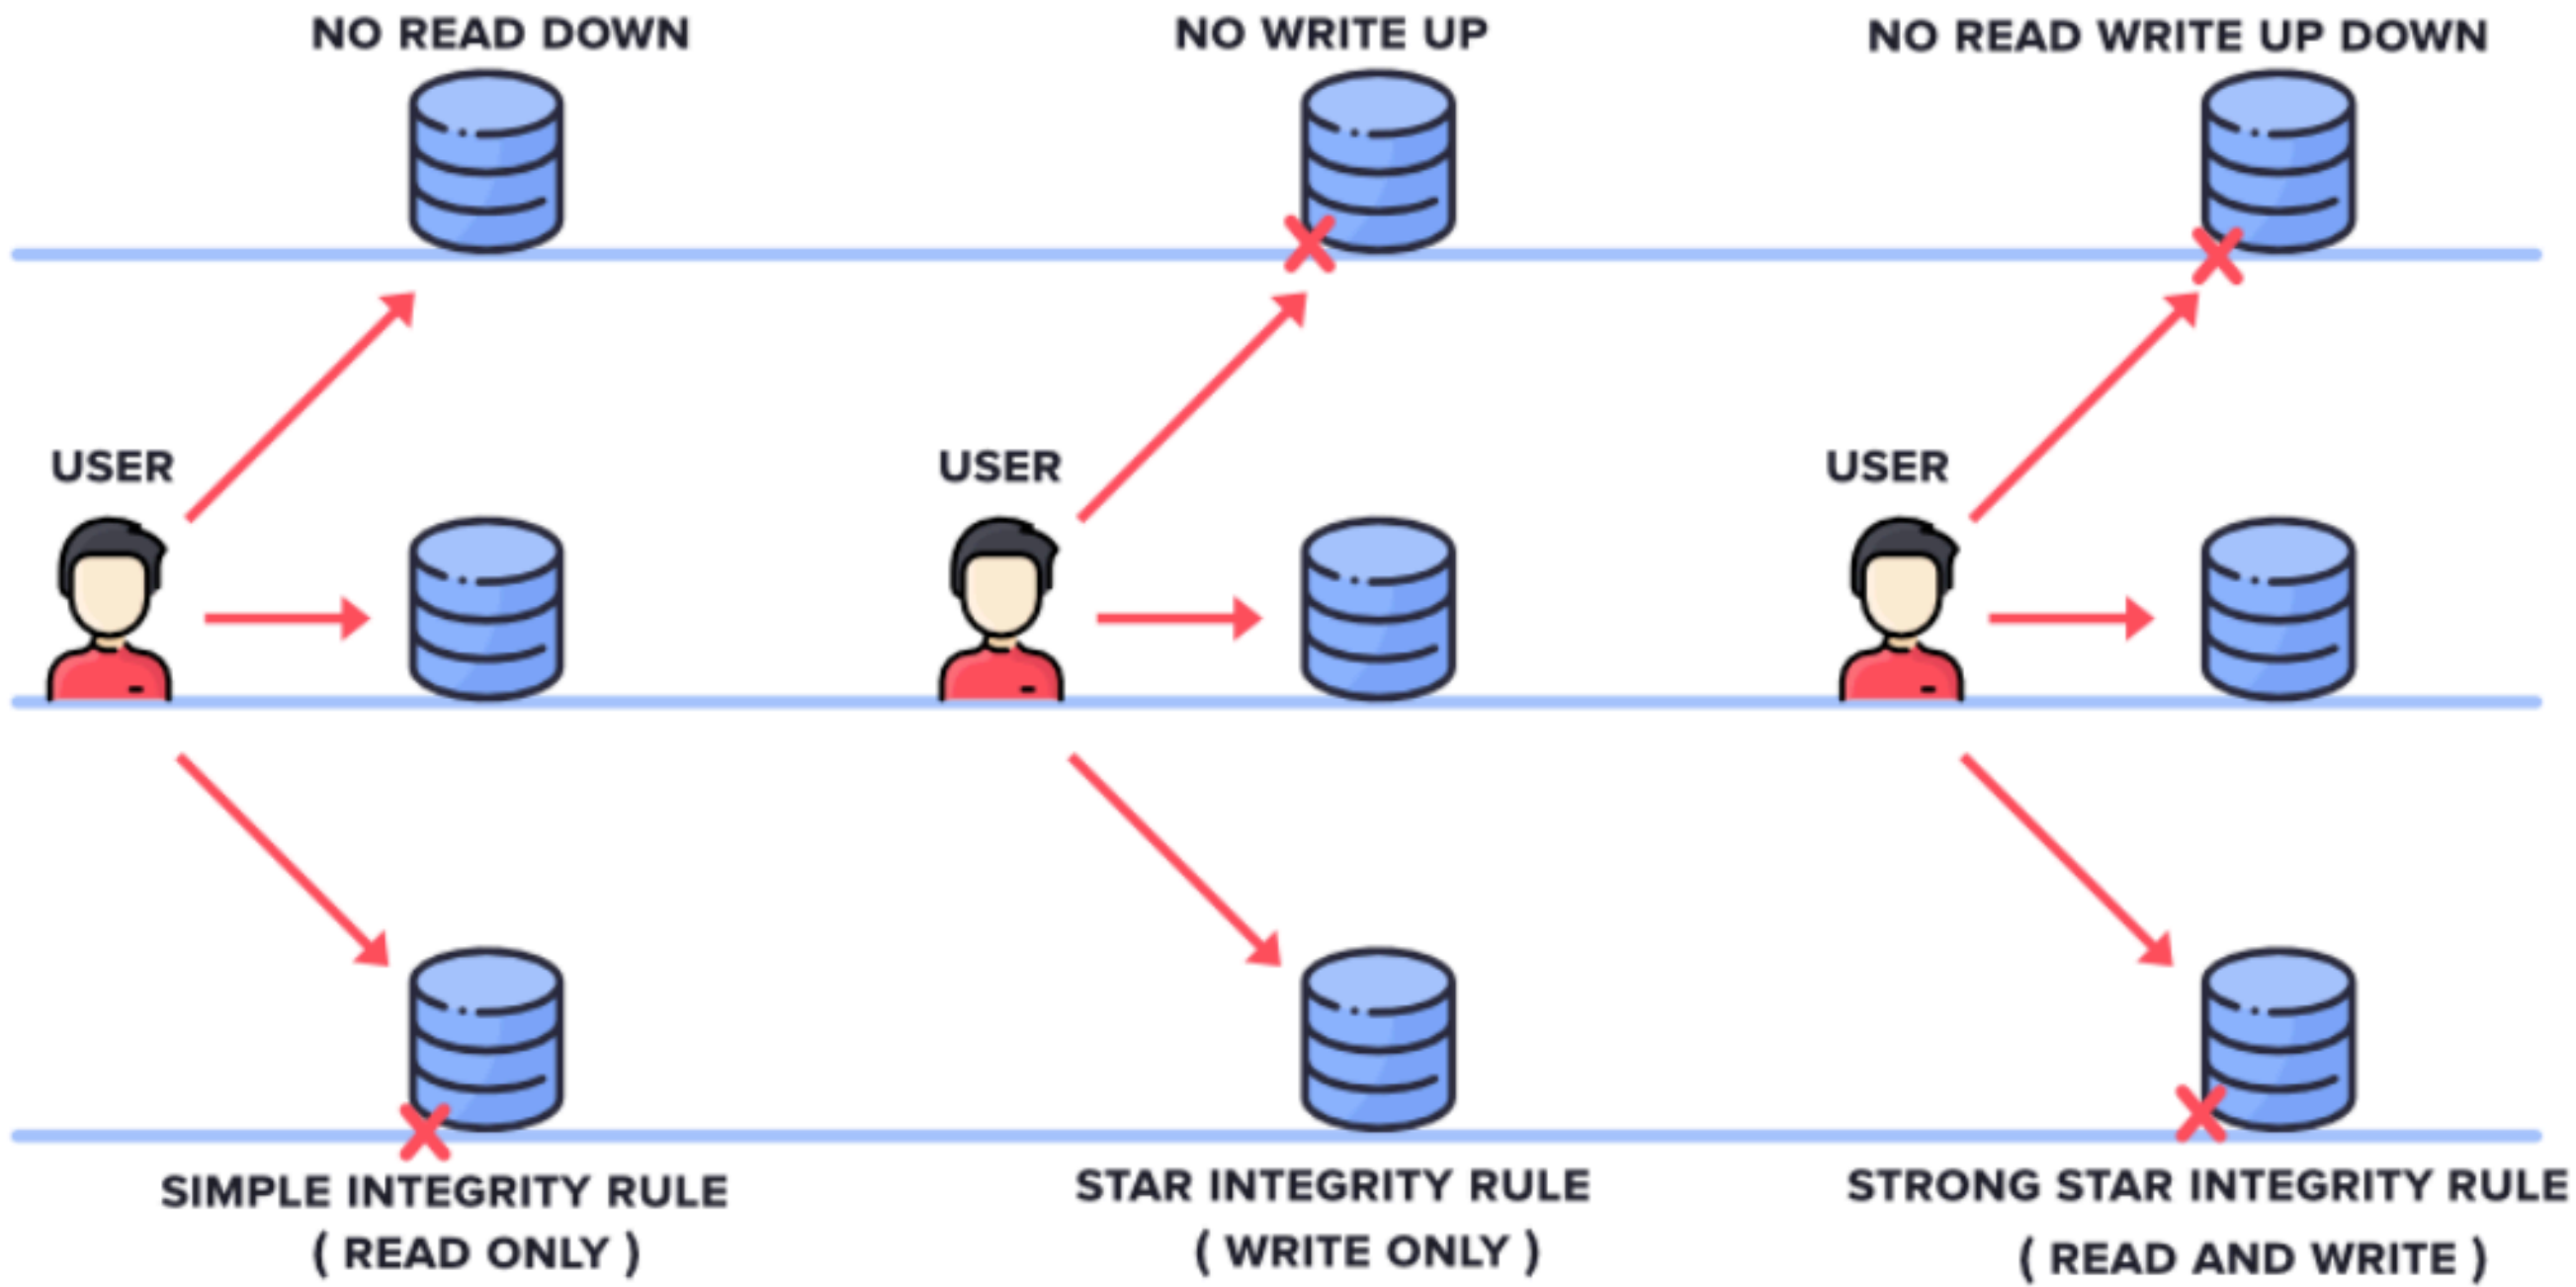 NO READ DOWN
NO WRITE UP
NO READ WRITE UP DOWN
USER
USER
USER
SIMPLE INTEGRITY RULE
( READ ONLY )
STAR INTEGRITY RULE
( WRITE ONLY )
STRONG STAR INTEGRITY RULE
( READ AND WRITE )